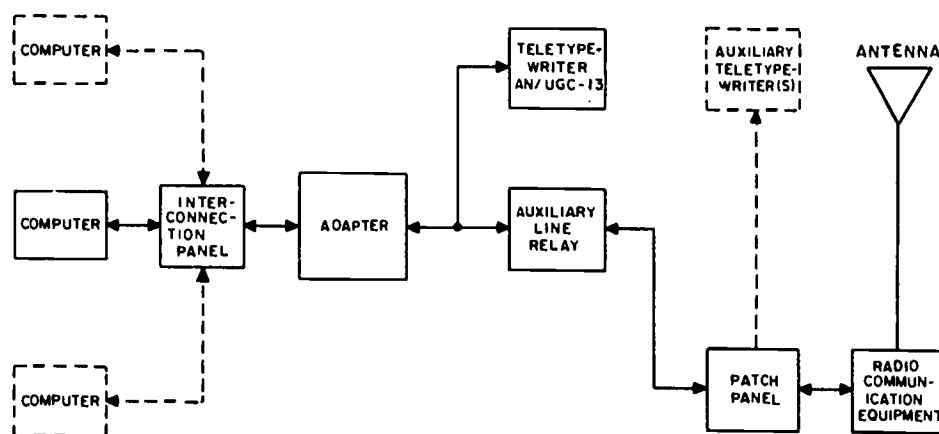 COMPUTER
TELETYPE-
WRITER
AN/UGC-13
AUXILIARY
TELETYPE-
WRITER(S)
ANTENNA
COMPUTER
INTER-
CONNEC-
TION
PANEL
ADAPTER
AUXILIARY
LINE
RELAY
COMPUTER
PATCH
PANEL
RADIO
COMMUN-
ICATION
EQUIPMENT